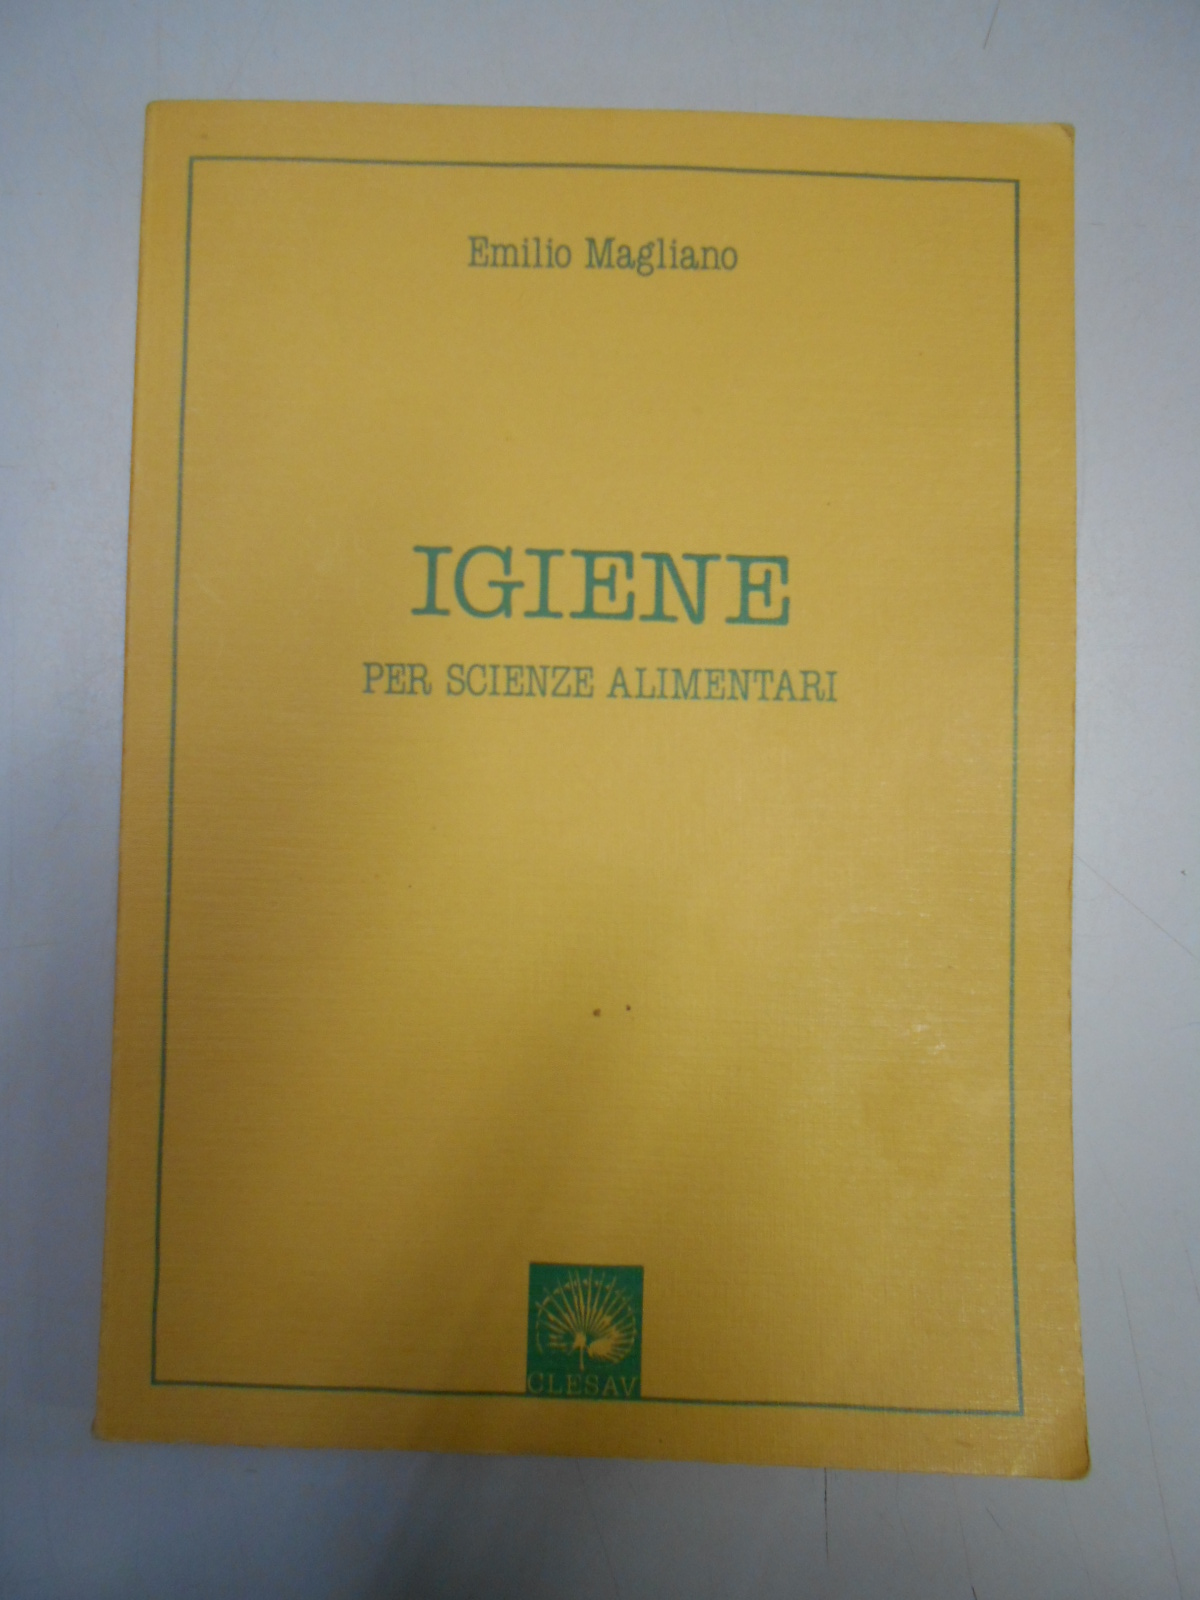 Emilio Magliano
IGIENE
PER SCIENZE ALIMENTARI
CLESAV